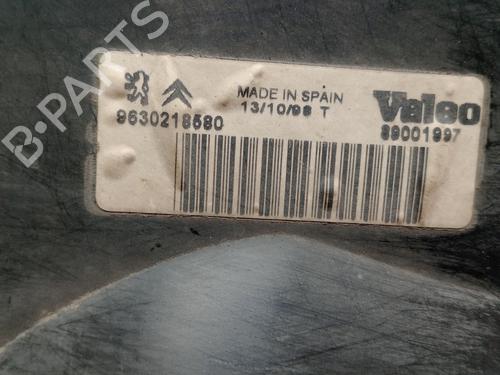 B-PARTS
MADE IN SPAIN
13/10/98 T
Valeo
9630218580
89001997